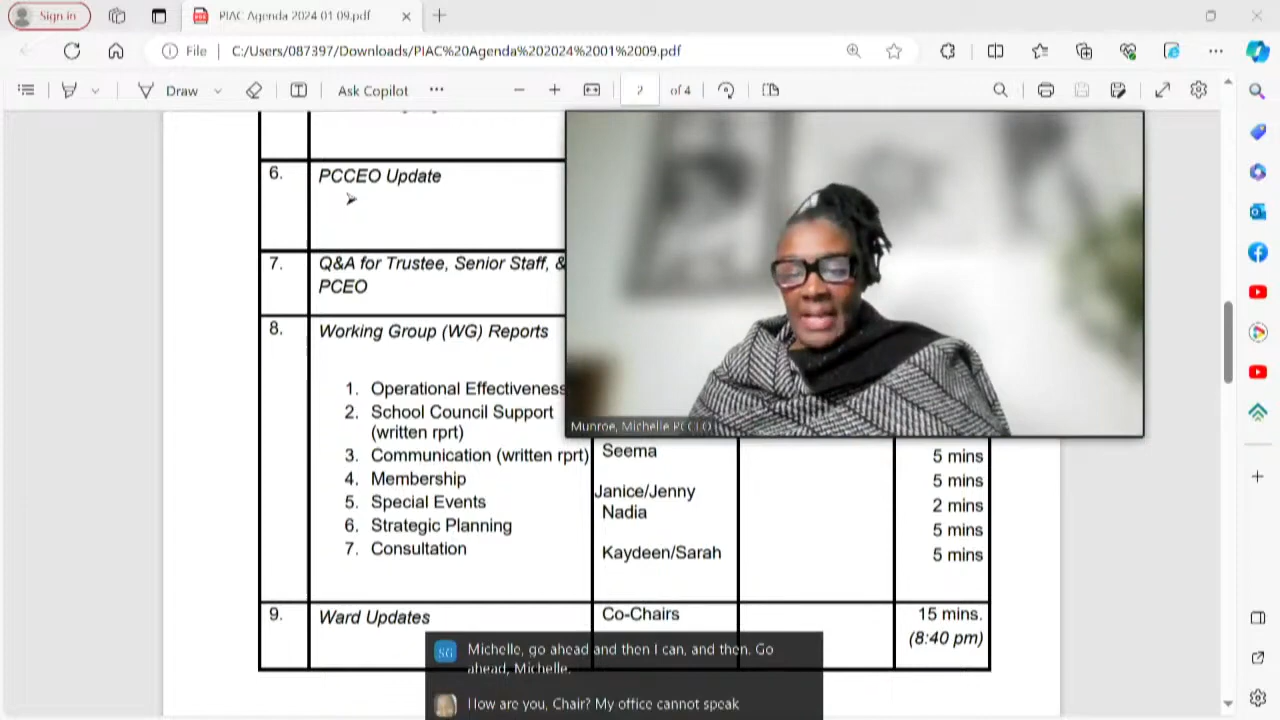 Sign in
PIAC Agenda 2024 01 09.pdf
File
C:/Users/087397/Downloads/PIAC%20Agenda%202024%2001%2009.pdf
Draw
Ask Copilot
2 of 4
6. PCCEO Update
➤
7. Q&A for Trustee, Senior Staff, &
PCEO
8. Working Group (WG) Reports
1. Operational Effectiveness
2. School Council Support
(written rprt)
3. Communication (written rprt)
4. Membership
5. Special Events
6. Strategic Planning
7. Consultation
Munroe, Michelle PCCEO
Seema
Janice/Jenny
Nadia
Kaydeen/Sarah
5 mins
5 mins
2 mins
5 mins
5 mins
9. Ward Updates
Co-Chairs
15 mins.
(8:40 pm)
SG
Michelle, go ahead and then I can, and then. Go
ahead, Michelle.
How are you, Chair? My office cannot speak